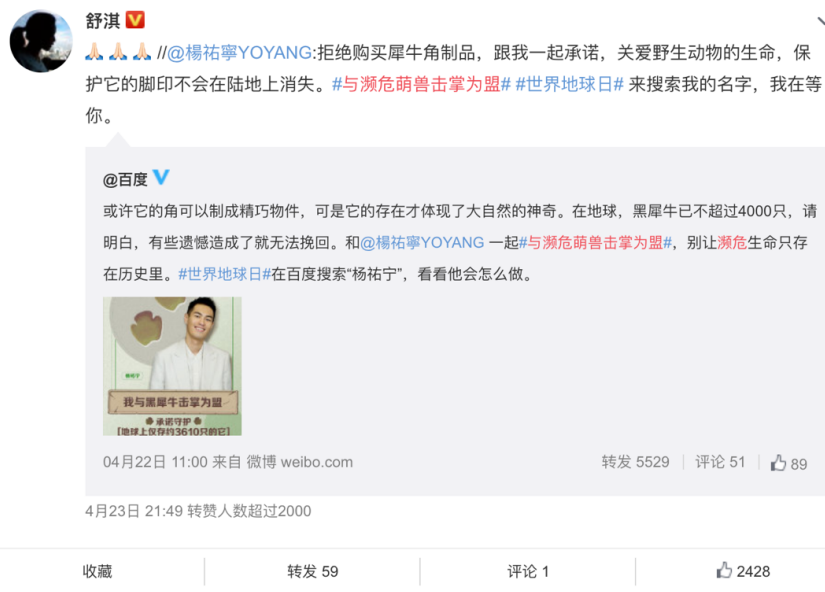 舒淇
🙏🏻🙏🏻🙏🏻//@楊祐寧YOYANG:拒绝购买犀牛角制品，跟我一起承诺，关爱野生动物的生命，保
护它的脚印不会在陆地上消失。#与濒危萌兽击掌为盟# #世界地球日# 来搜索我的名字，我在等
你。
@百度
或许它的角可以制成精巧物件，可是它的存在才体现了大自然的神奇。在地球，黑犀牛已不超过4000只，请
明白，有些遗憾造成了就无法挽回。和@楊祐寧YOYANG 一起#与濒危萌兽击掌为盟#，别让濒危生命只存
在历史里。#世界地球日#在百度搜索“杨祐宁”，看看他会怎么做。
杨祐宁
我与黑犀牛击掌为盟
承诺守护
【地球上仅存约3610只的它】
04月22日 11:00 来自 微博 weibo.com
转发 5529 评论 51 89
4月23日 21:49 转赞人数超过2000
收藏 转发 59 评论 1 2428